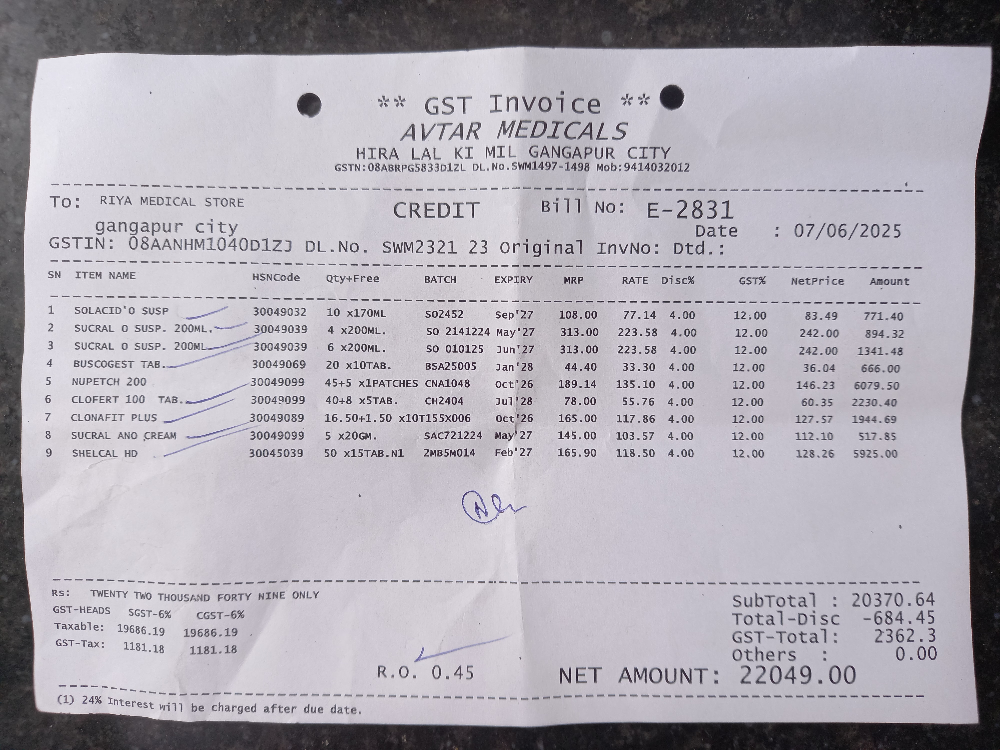 ** GST Invoice **
AVTAR MEDICALS
HIRA LAL KI MIL GANGAPUR CITY
GSTN:08ABRPG5833D1ZL DL.No.SWM1497-1498 Mob:9414032012
To: RIYA MEDICAL STORE CREDIT Bill No: E-2831
gangapur city Date : 07/06/2025
GSTIN: 08AANHM1040D1ZJ DL.No. SWM2321 23 Original InvNo: Dtd.:
SN ITEM NAME HSNCode Qty+Free BATCH EXPIRY MRP RATE Disc% GST% NetPrice Amount
1 SOLACID'O SUSP 30049032 10 x170ML S02452 Sep'27 108.00 77.14 4.00 12.00 83.49 771.40
2 SUCRAL O SUSP. 200ML. 30049039 4 x200ML. SO 2141224 May'27 313.00 223.58 4.00 12.00 242.00 894.32
3 SUCRAL O SUSP. 200ML 30049039 6 x200ML. SO 010125 Jun'27 313.00 223.58 4.00 12.00 242.00 1341.48
4 BUSCOGEST TAB. 30049069 20 x10TAB. BSA25005 Jan'28 44.40 33.30 4.00 12.00 36.04 666.00
5 NUPETCH 200 30049099 45+5 x1PATCHES CNA1048 Oct'26 189.14 135.10 4.00 12.00 146.23 6079.50
6 CLOFERT 100 TAB. 30049099 40+8 x5TAB. CH2404 Jul'28 78.00 55.76 4.00 12.00 60.35 2230.40
7 CLONAFIT PLUS 30049089 16.50+1.50 x10T155X006 Oct'26 165.00 117.86 4.00 12.00 127.57 1944.69
8 SUCRAL ANO CREAM 30049099 5 x20GM. SAC721224 May'27 145.00 103.57 4.00 12.00 112.10 517.85
9 SHELCAL HD 30045039 50 x15TAB.N1 ZMB5M014 Feb'27 165.90 118.50 4.00 12.00 128.26 5925.00
Rs: TWENTY TWO THOUSAND FORTY NINE ONLY
GST-HEADS SGST-6% CGST-6%
Taxable: 19686.19 19686.19
GST-Tax: 1181.18 1181.18
SubTotal : 20370.64
Total-Disc -684.45
GST-Total: 2362.3
Others : 0.00
R.O. 0.45 NET AMOUNT: 22049.00
(1) 24% Interest will be charged after due date.